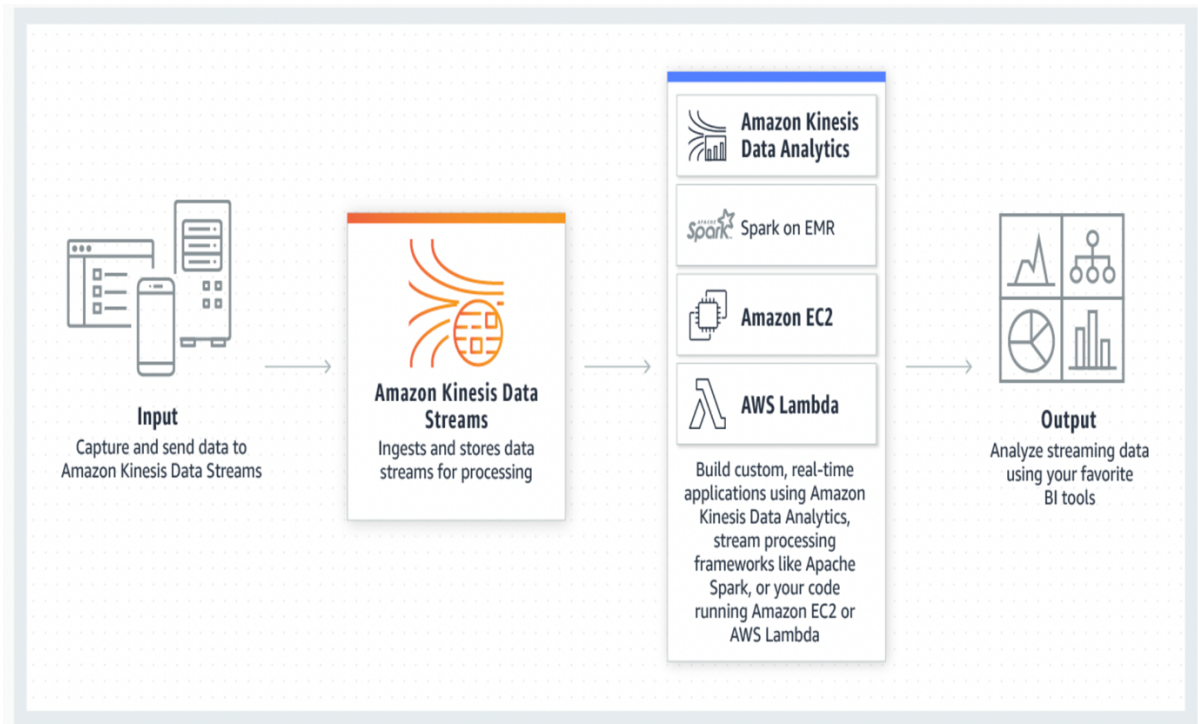 Input
Capture and send data to
Amazon Kinesis Data Streams
Amazon Kinesis Data
Streams
Ingests and stores data
streams for processing
Amazon Kinesis
Data Analytics
APACHE
Spark
Spark on EMR
Amazon EC2
AWS Lambda
Build custom, real-time
applications using Amazon
Kinesis Data Analytics,
stream processing
frameworks like Apache
Spark, or your code
running Amazon EC2 or
AWS Lambda
Output
Analyze streaming data
using your favorite
BI tools